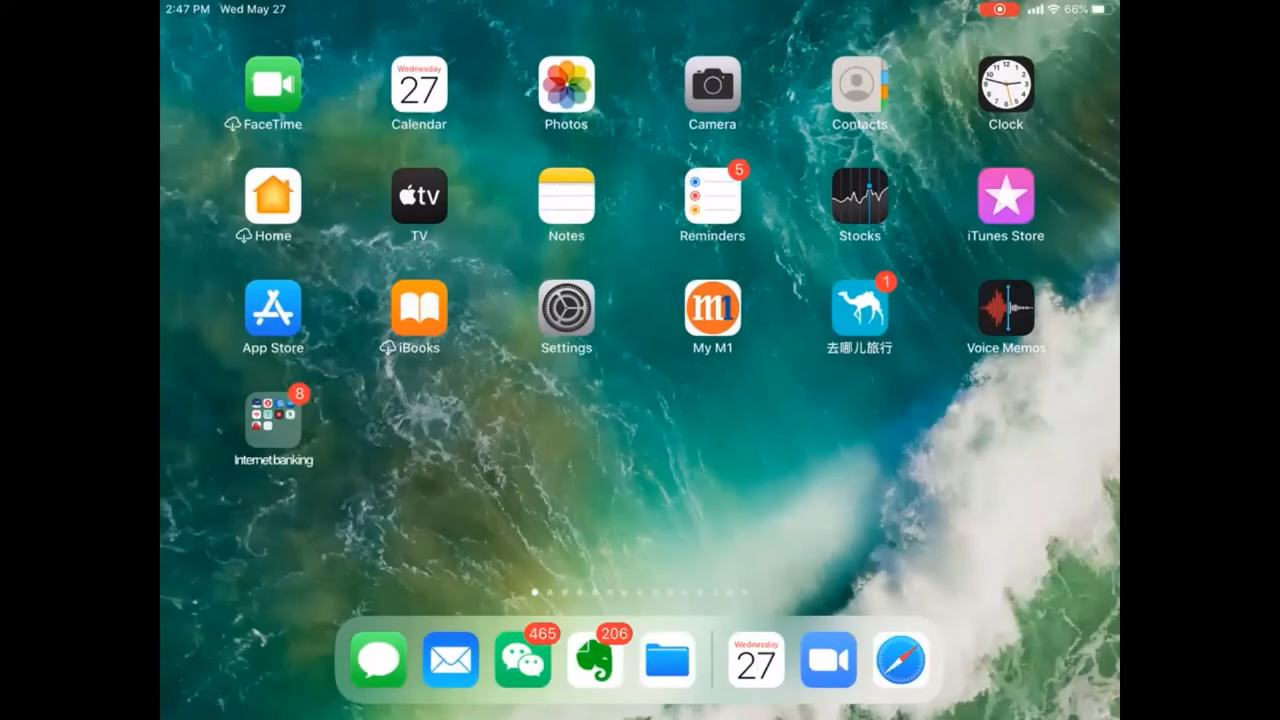 2:47 PM Wed May 27
66%
Wednesday
27
FaceTime
Calendar
Photos
Camera
Contacts
Clock
tv
5
Home
TV
Notes
Reminders
Stocks
iTunes Store
m1
1
App Store
iBooks
Settings
My M1
去哪儿旅行
Voice Memos
8
Internet banking
465
206
Wednesday
27